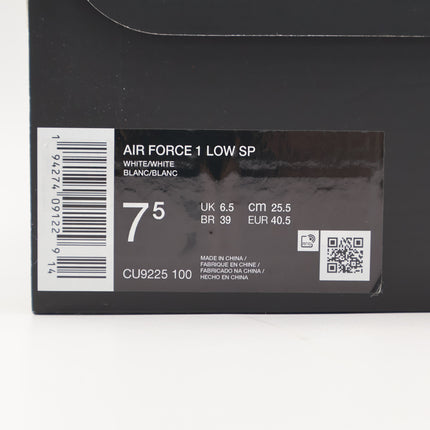 AIR FORCE 1 LOW SP
WHITE/WHITE
BLANC/BLANC
7⁵
UK 6.5 cm 25.5
BR 39 EUR 40.5
CU9225 100
MADE IN CHINA /
FABRIQUE EN CHINE /
FABRICADO NA CHINA /
HECHO EN CHINA
1 94274 09122 9 14